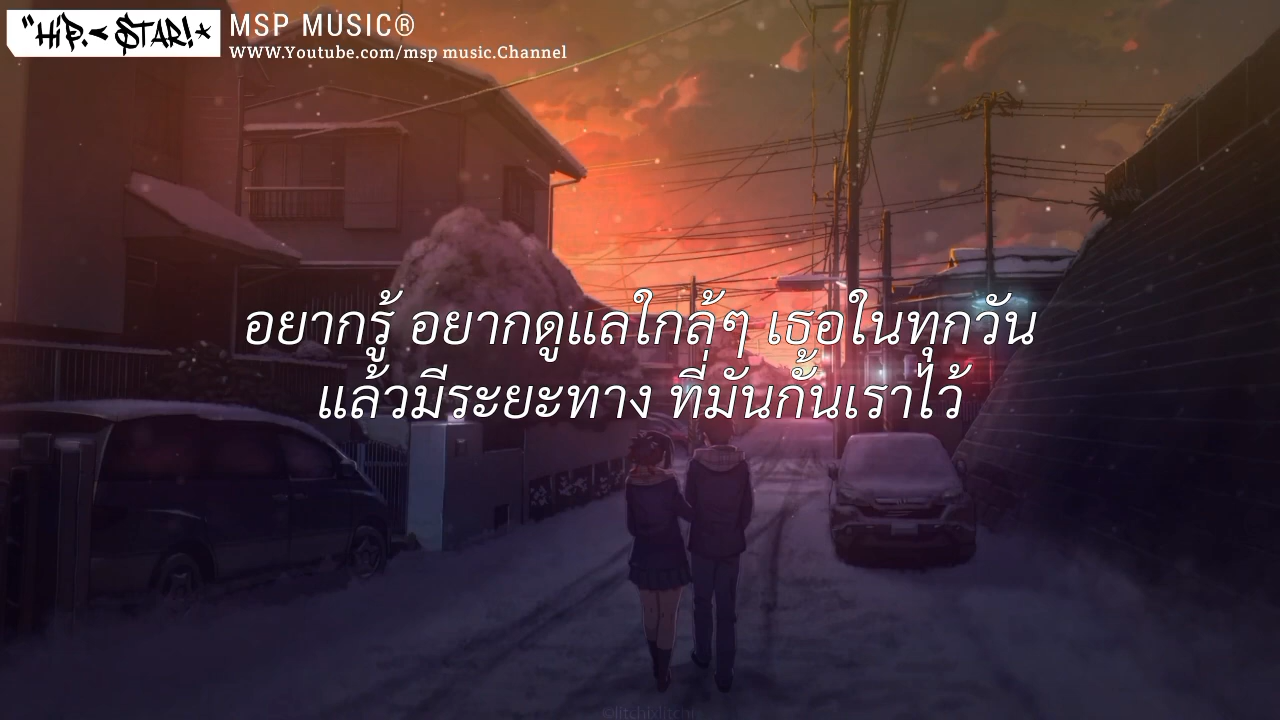 "HIP.< STAR!★
MSP MUSIC®
WWW.Youtube.com/msp music.Channel
อยากรู้ อยากดูแลใกล้ๆ เธอในทุกวัน
แล้วมีระยะทาง ที่มันกั้นเราไว้